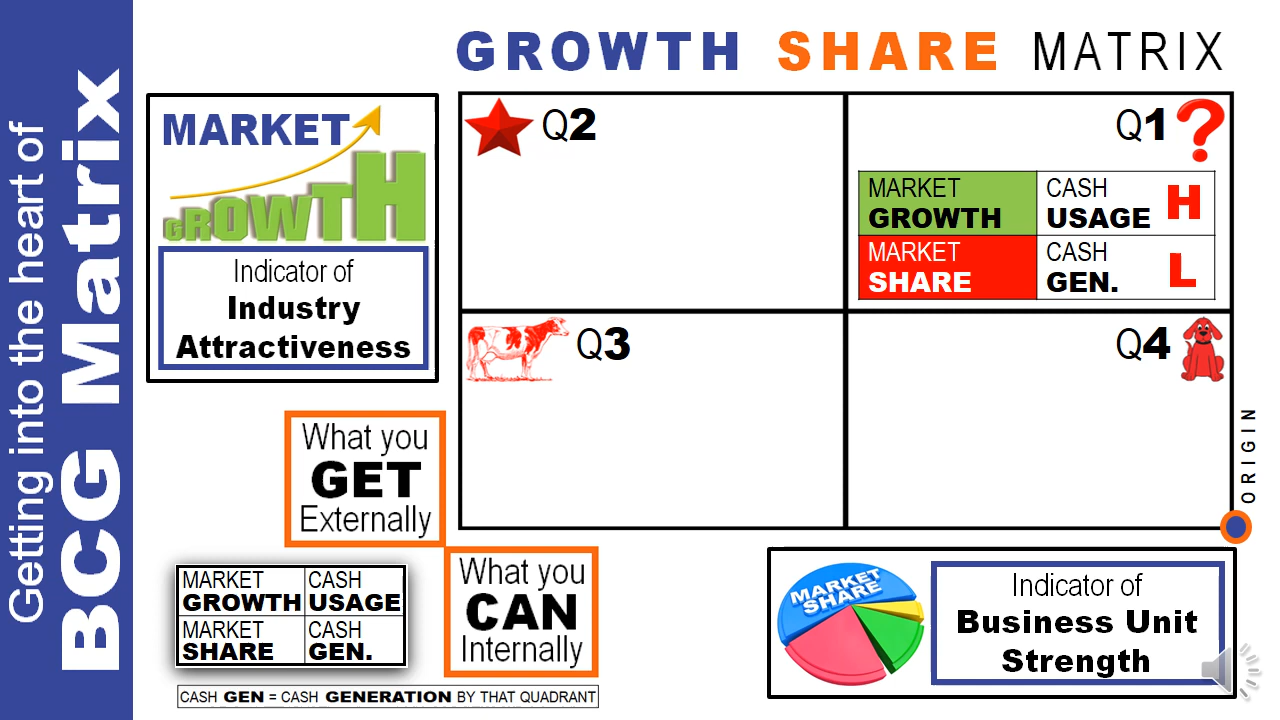 Getting into the heart of
BCG Matrix
GROWTH SHARE MATRIX
MARKET
GROWTH
Indicator of
Industry
Attractiveness
Q2
Q1
?
MARKET
GROWTH
CASH
USAGE
H
MARKET
SHARE
CASH
GEN.
L
Q3
Q4
ORIGIN
What you
GET
Externally
What you
CAN
Internally
MARKET
GROWTH
CASH
USAGE
MARKET
SHARE
CASH
GEN.
CASH GEN = CASH GENERATION BY THAT QUADRANT
MARKET
SHARE
Indicator of
Business Unit
Strength